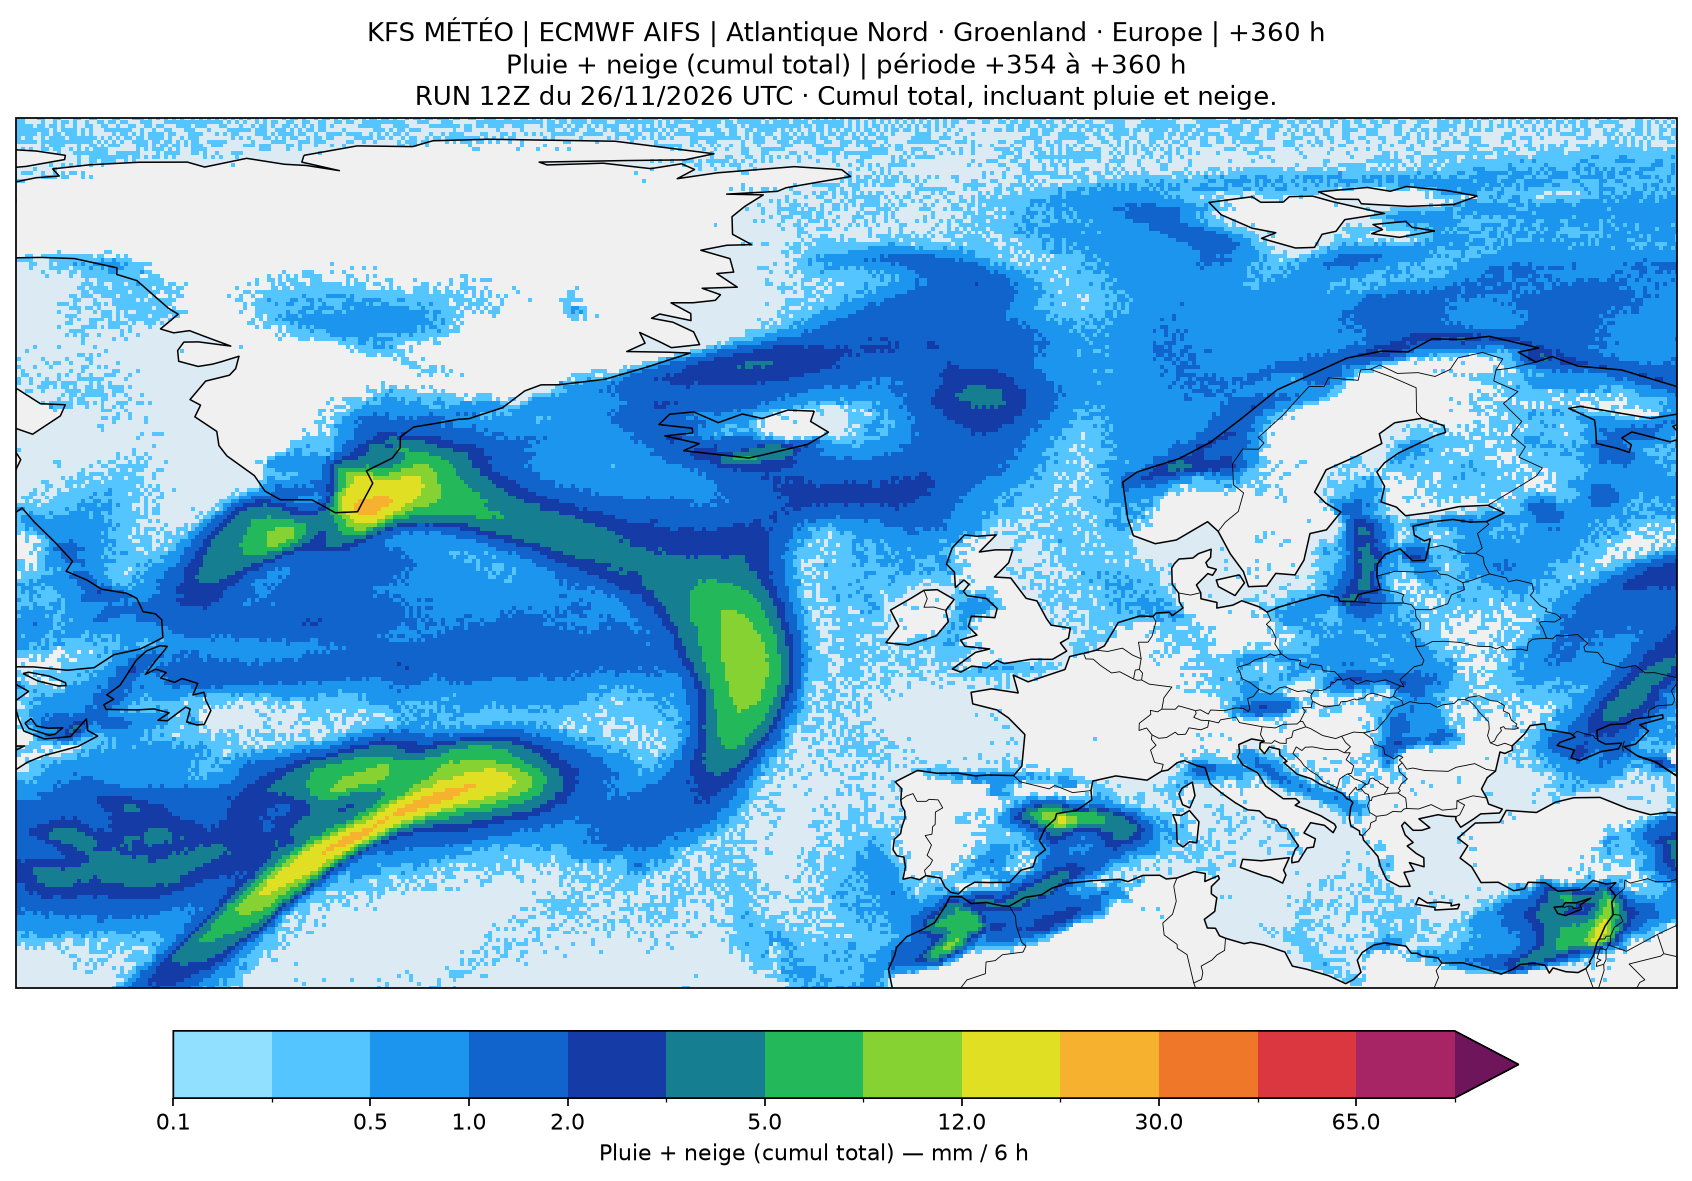 KFS MÉTÉO | ECMWF AIFS | Atlantique Nord · Groenland · Europe | +360 h
Pluie + neige (cumul total) | période +354 à +360 h
RUN 12Z du 26/11/2026 UTC · Cumul total, incluant pluie et neige.
0.1 0.5 1.0 2.0 5.0 12.0 30.0 65.0
Pluie + neige (cumul total) — mm / 6 h